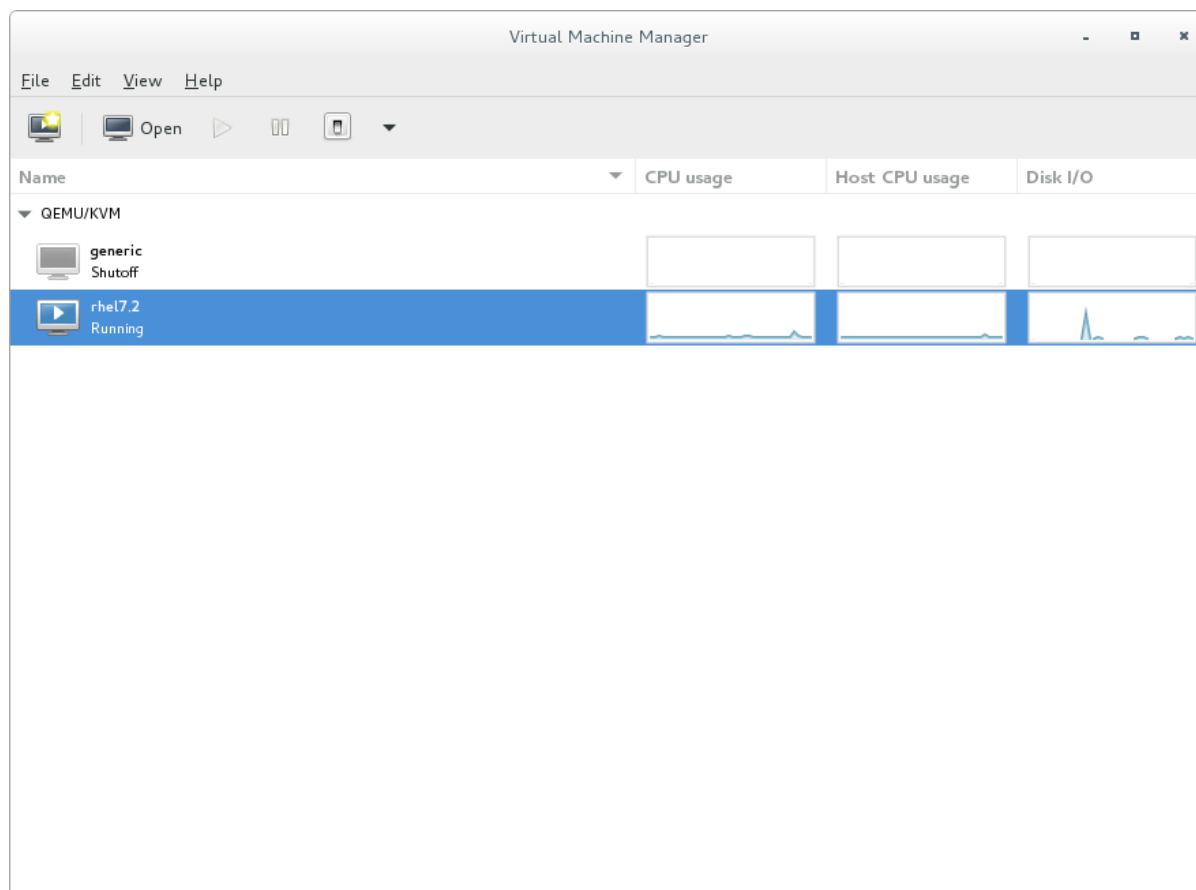 Virtual Machine Manager
File Edit View Help
Open
Name CPU usage Host CPU usage Disk I/O
QEMU/KVM
generic
Shutoff
rhel7.2
Running